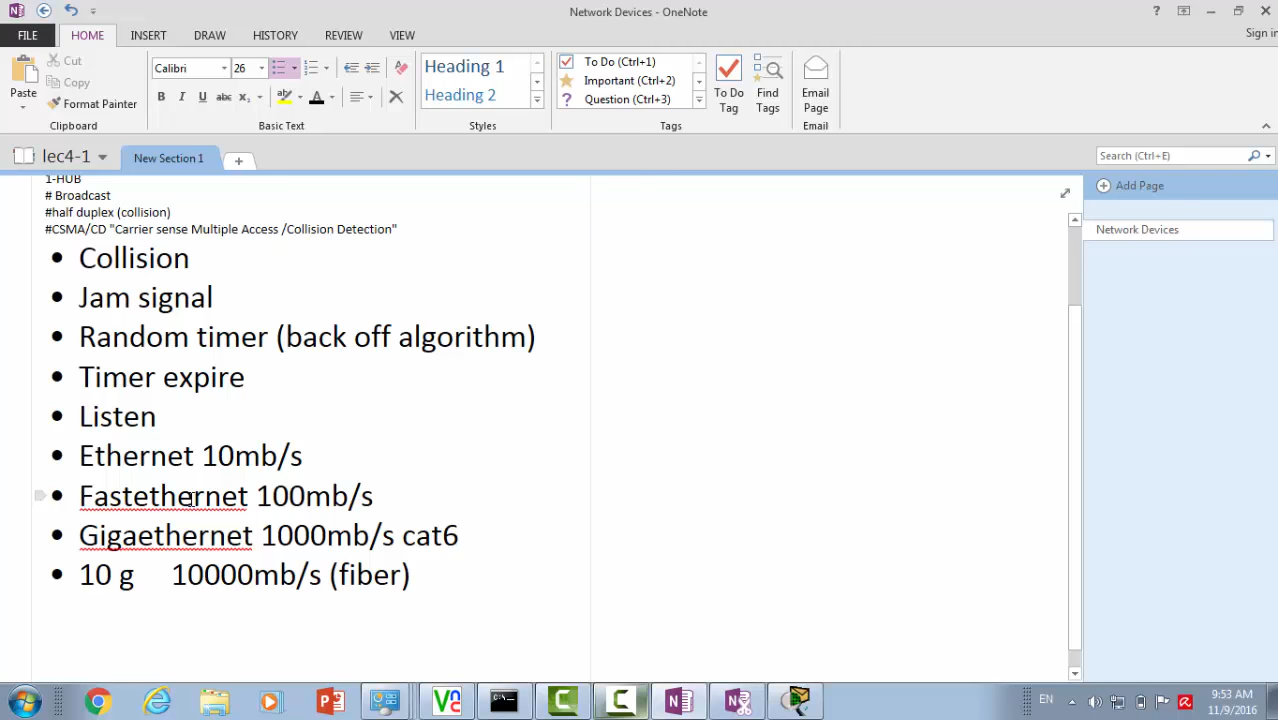 Network Devices - OneNote
FILE HOME INSERT DRAW HISTORY REVIEW VIEW Sign in
Paste Cut Copy Format Painter Clipboard
Calibri 26
B I U abc X₂ A Basic Text
Heading 1
Heading 2
Styles
To Do (Ctrl+1)
Important (Ctrl+2)
Question (Ctrl+3)
Tags
To Do Tag
Find Tags
Email Page
Email
lec4-1 New Section 1 Search (Ctrl+E)
Add Page
Network Devices
1-HUB
# Broadcast
#half duplex (collision)
#CSMA/CD "Carrier sense Multiple Access /Collision Detection"
• Collision
• Jam signal
• Random timer (back off algorithm)
• Timer expire
• Listen
• Ethernet 10mb/s
• Fastethernet 100mb/s
• Gigaethernet 1000mb/s cat6
• 10 g 10000mb/s (fiber)
EN 9:53 AM
11/9/2016